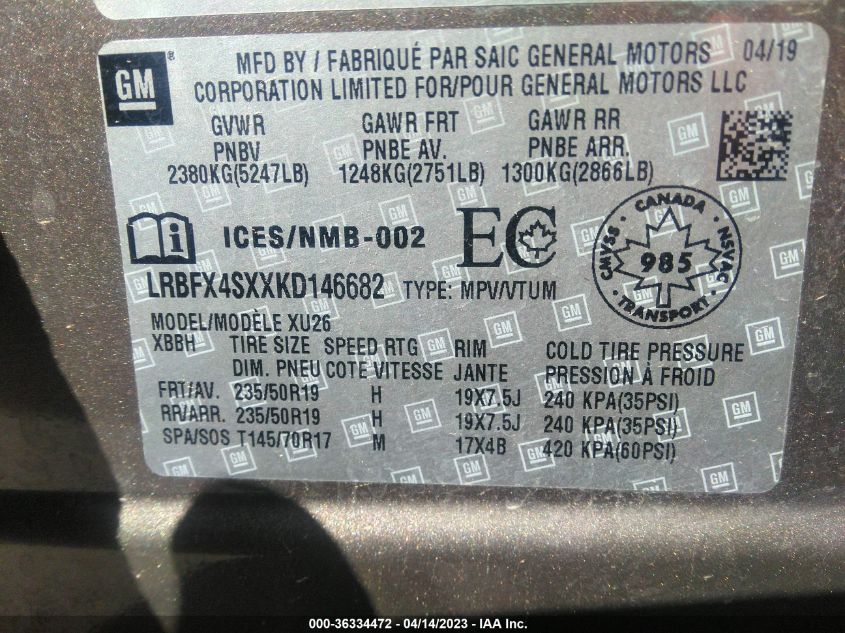 GM
MFD BY / FABRIQUÉ PAR SAIC GENERAL MOTORS 04/19
CORPORATION LIMITED FOR/POUR GENERAL MOTORS LLC
GVWR GAWR FRT GAWR RR
PNBV PNBE AV. PNBE ARR.
2380KG(5247LB) 1248KG(2751LB) 1300KG(2866LB)
ICES/NMB-002 EC
CANADA
CMVSS 985 NSVAC
TRANSPORT
LRBFX4SXXKD146682 TYPE: MPV/VTUM
MODEL/MODÈLE XU26
XBBH TIRE SIZE SPEED RTG RIM COLD TIRE PRESSURE
DIM. PNEU COTE VITESSE JANTE PRESSION À FROID
FRT/AV. 235/50R19 H 19X7.5J 240 KPA(35PSI)
RR/ARR. 235/50R19 H 19X7.5J 240 KPA(35PSI)
SPA/SOS T145/70R17 M 17X4B 420 KPA(60PSI)
000-36334472 - 04/14/2023 - IAA Inc.